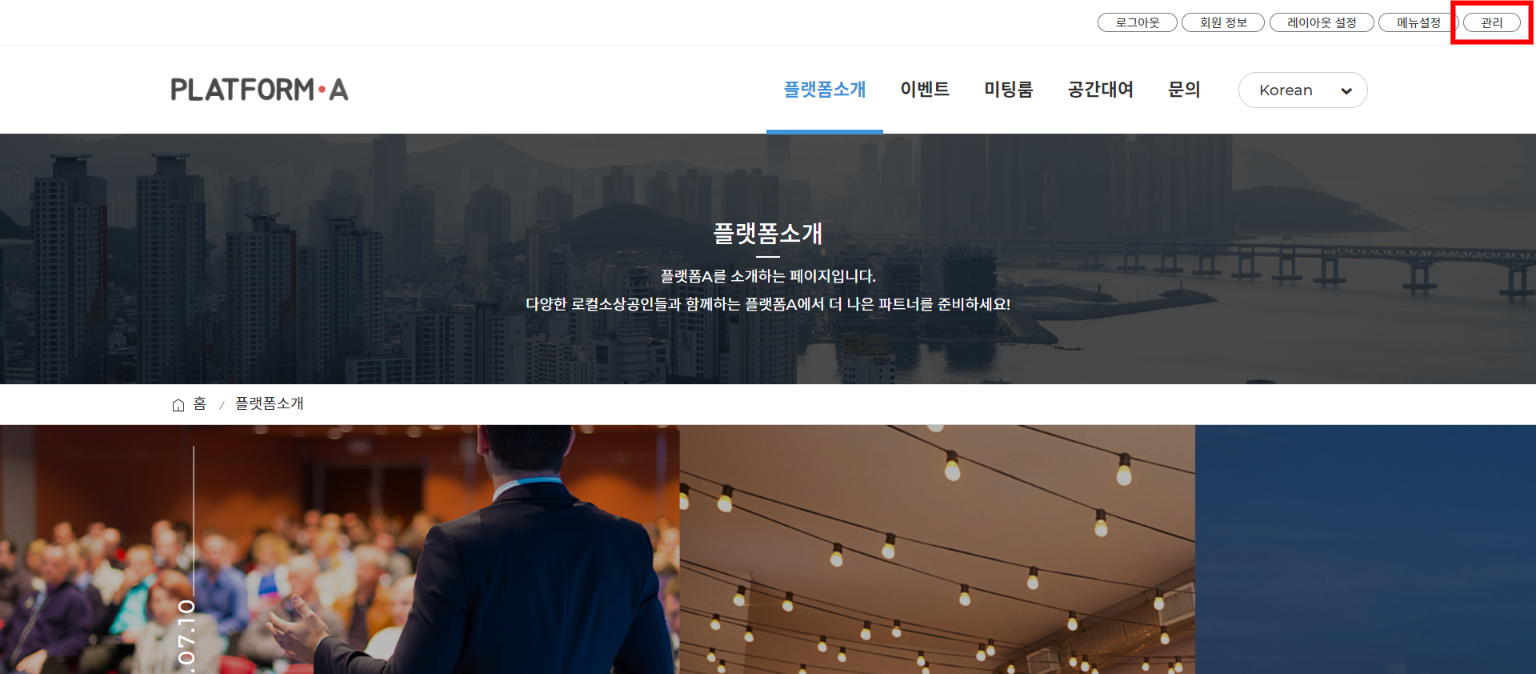 로그아웃 회원 정보 레이아웃 설정 메뉴설정 관리
PLATFORM•A 플랫폼소개 이벤트 미팅룸 공간대여 문의 Korean
플랫폼소개
플랫폼A를 소개하는 페이지입니다.
다양한 로컬소상공인들과 함께하는 플랫폼A에서 더 나은 파트너를 준비하세요!
홈 / 플랫폼소개
.07.10